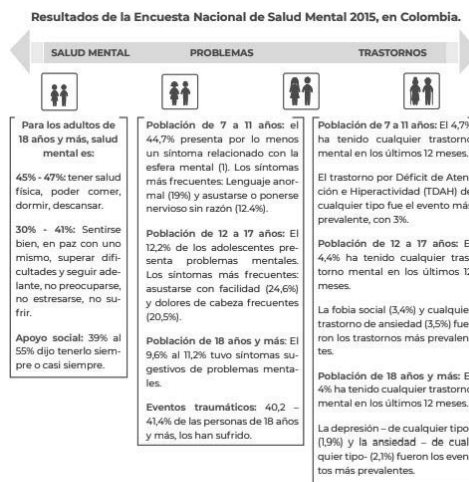 Resultados de la Encuesta Nacional de Salud Mental 2015, en Colombia.
SALUD MENTAL
PROBLEMAS
TRASTORNOS
Para los adultos de
18 años y más, salud
mental es:
45% - 47%: tener salud
física, poder comer,
dormir, descansar.
30% - 41%: Sentirse
bien, en paz con uno
mismo, superar difi-
cultades y seguir ade-
lante, no preocuparse,
no estresarse, no su-
frir.
Apoyo social: 39% al
55% dijo tenerlo siem-
pre o casi siempre.
Población de 7 a 11 años: el
44,7% presenta por lo menos
un síntoma relacionado con la
esfera mental (1). Los síntomas
más frecuentes: Lenguaje anor-
mal (19%) y asustarse o ponerse
nervioso sin razón (12.4%).
Población de 12 a 17 años: El
12,2% de los adolescentes pre-
senta problemas mentales.
Los síntomas más frecuentes:
asustarse con facilidad (24,6%)
y dolores de cabeza frecuentes
(20,5%).
Población de 18 años y más: El
9,6% al 11,2% tuvo síntomas su-
gestivos de problemas menta-
les.
Eventos traumáticos: 40,2 –
41,4% de las personas de 18 años
y más, los han sufrido.
Población de 7 a 11 años: El 4,7%
ha tenido cualquier trastorno
mental en los últimos 12 meses.
El trastorno por Déficit de Aten-
ción e Hiperactividad (TDAH) de
cualquier tipo fue el evento más
prevalente, con 3%.
Población de 12 a 17 años: E
4,4% ha tenido cualquier tras-
torno mental en los últimos 12
meses.
La fobia social (3,4%) y cualquie
trastorno de ansiedad (3,5%) fue
ron los trastornos más prevalen
tes.
Población de 18 años y más: E
4% ha tenido cualquier trastorno
mental en los últimos 12 meses.
La depresión – de cualquier tipo
(1,9%) y la ansiedad – de cual
quier tipo- (2,1%) fueron los even
tos más prevalentes.